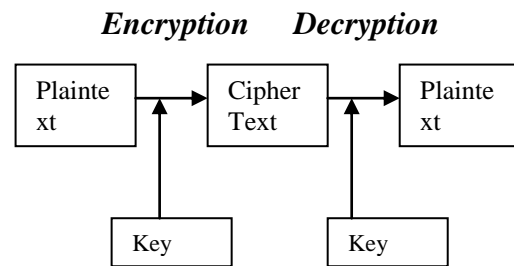 Encryption Decryption
Plainte
xt
Cipher
Text
Plainte
xt
Key
Key